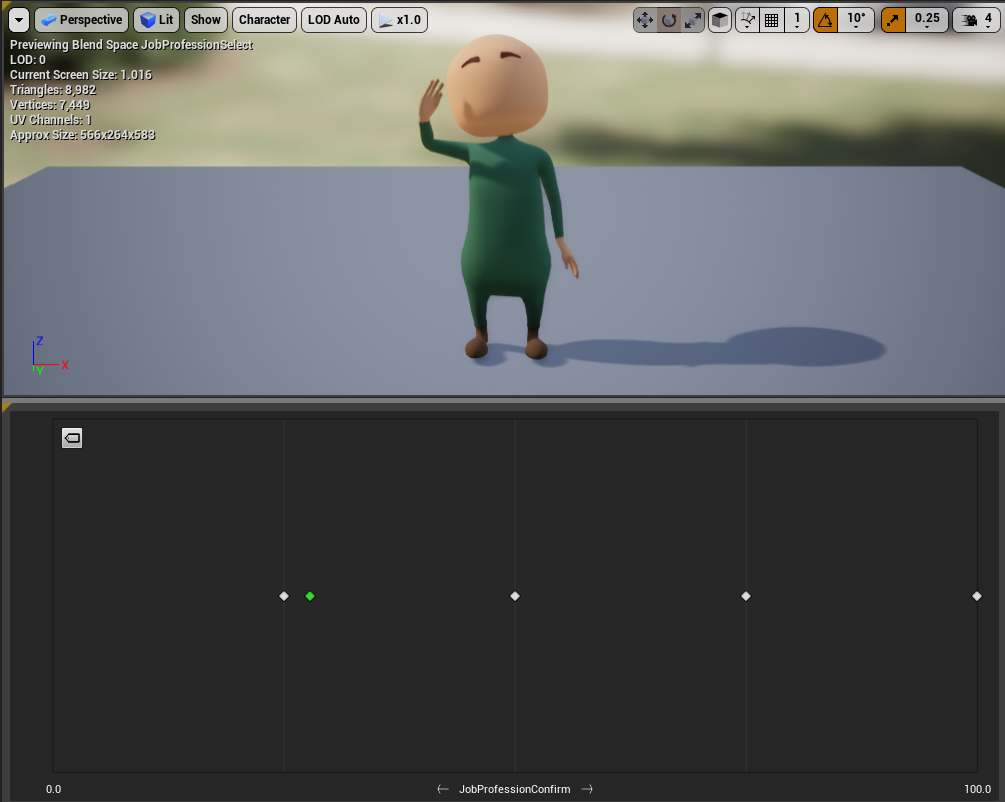 Perspective Lit Show Character LOD Auto x1.0 1 10° 0.25 4
Previewing Blend Space JobProfessionSelect
LOD: 0
Current Screen Size: 1.016
Triangles: 8,982
Vertices: 7,449
UV Channels: 1
Approx Size: 566x264x583
Z
X
Y
0.0 JobProfessionConfirm 100.0